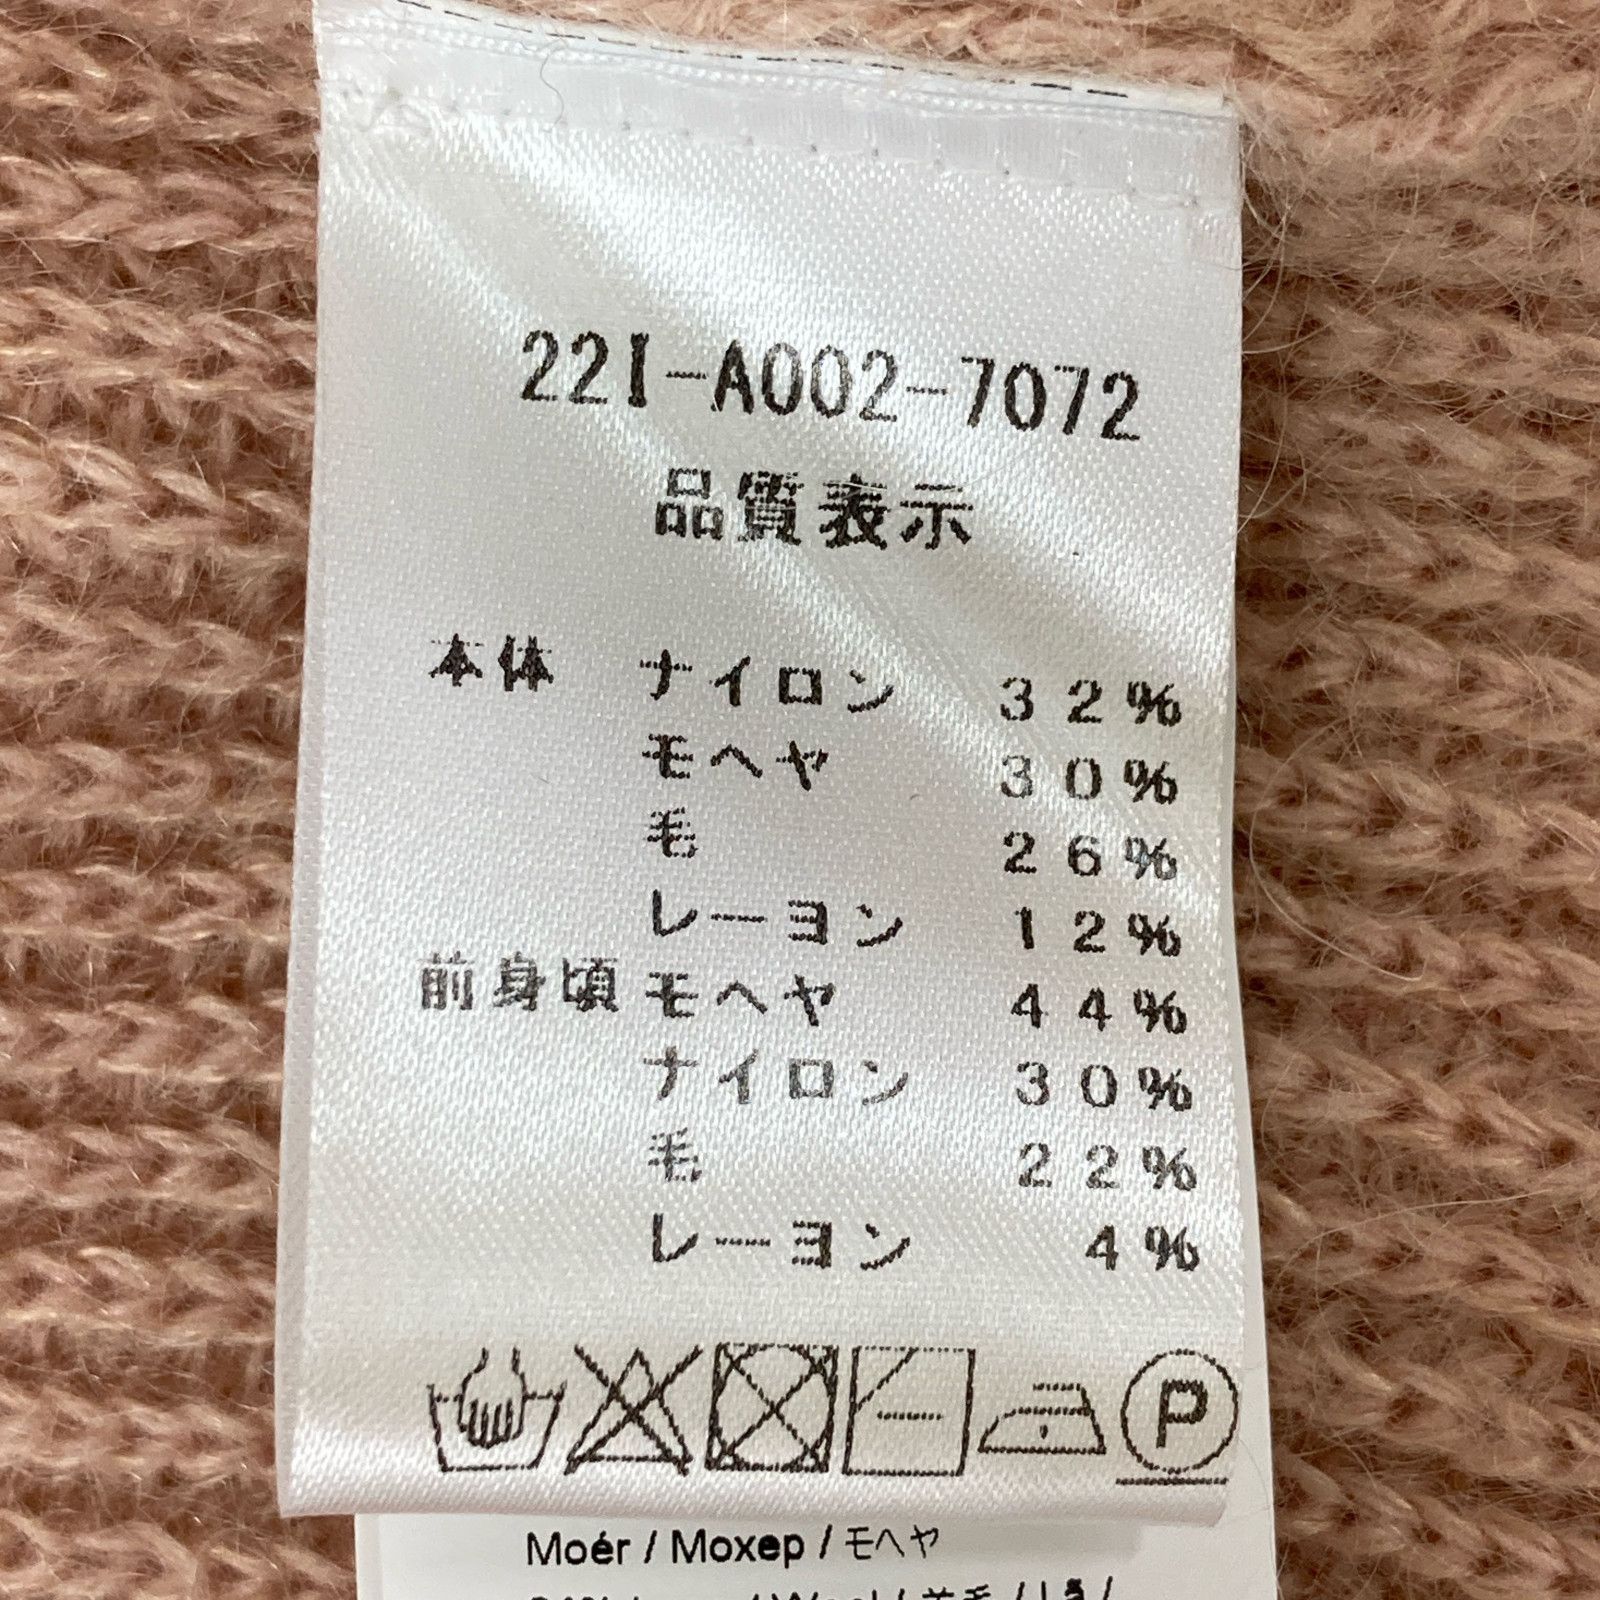 22I-A002-7072
品質表示
本体 ナイロン 32%
モヘヤ 30%
毛 26%
レーヨン 12%
前身頃 モヘヤ 44%
ナイロン 30%
毛 22%
レーヨン 4%
P
Moér / Мохер / モヘヤ